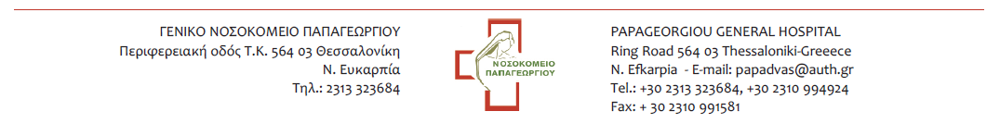 ΓΕΝΙΚΟ ΝΟΣΟΚΟΜΕΙΟ ΠΑΠΑΓΕΩΡΓΙΟΥ
Περιφερειακή οδός Τ.Κ. 564 03 Θεσσαλονίκη
Ν. Ευκαρπία
Τηλ.: 2313 323684
ΝΟΣΟΚΟΜΕΙΟ
ΠΑΠΑΓΕΩΡΓΙΟΥ
PAPAGEORGIOU GENERAL HOSPITAL
Ring Road 564 03 Thessaloniki-Greeece
N. Efkarpia - E-mail: papadvas@auth.gr
Tel.: +30 2313 323684, +30 2310 994924
Fax: + 30 2310 991581